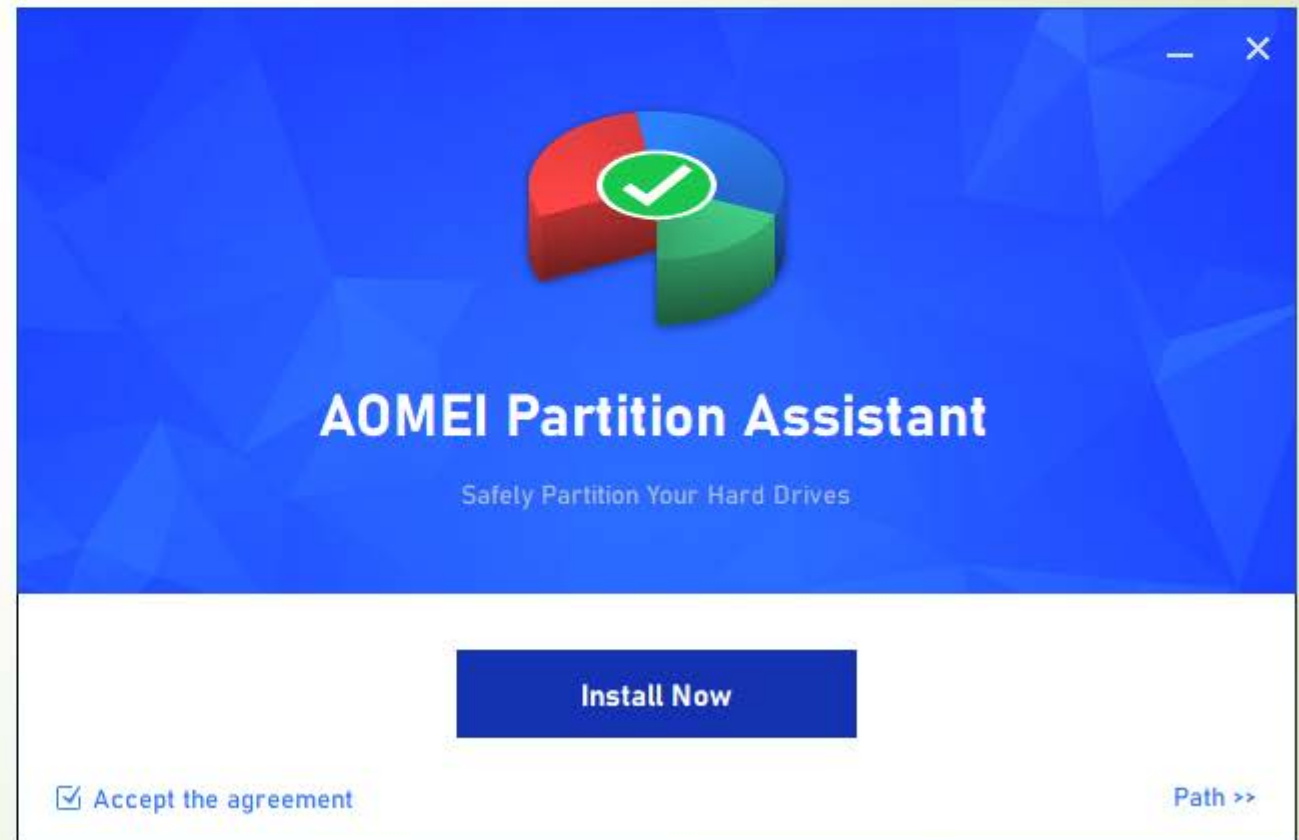 AOMEI Partition Assistant
Safely Partition Your Hard Drives
Install Now
Accept the agreement
Path >>